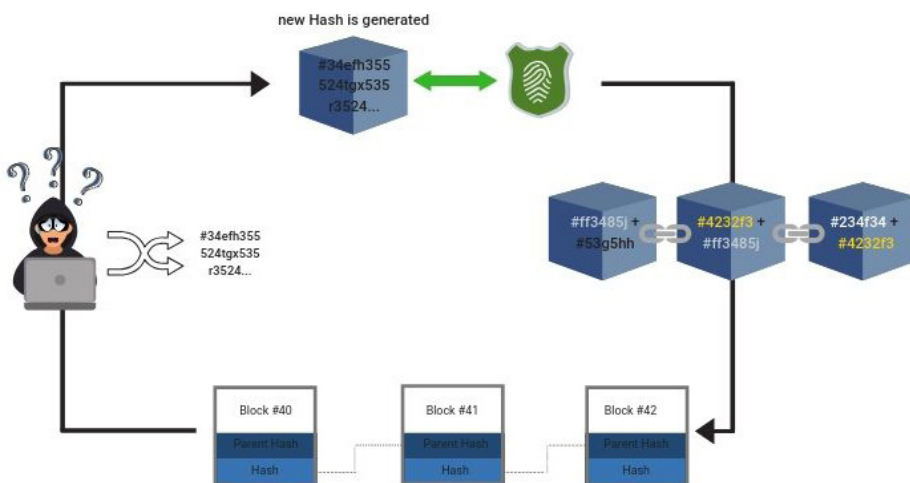 new Hash is generated
#34efh355
524tgx535
r3524...
#34efh355
524tgx535
r3524...
#ff3485j +
#53g5hh
#4232f3 +
#ff3485j
#234f34 +
#4232f3
Block #40
Parent Hash
Hash
Block #41
Parent Hash
Hash
Block #42
Parent Hash
Hash